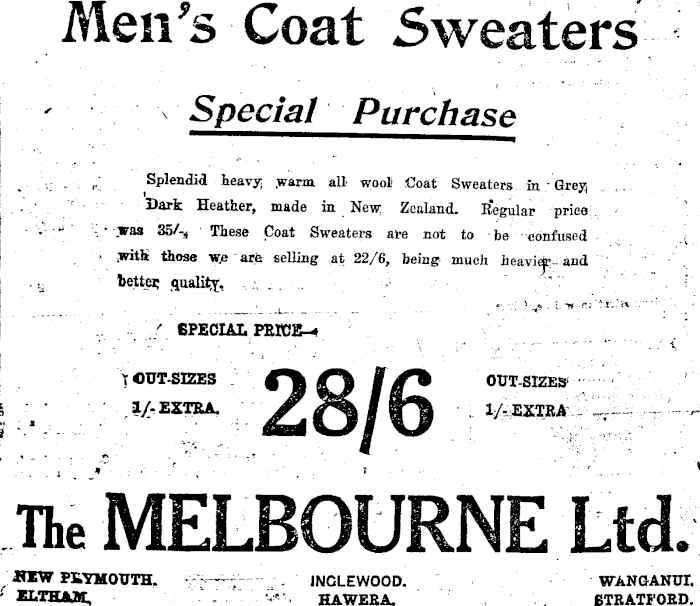 Men's Coat Sweaters
Special Purchase
Splendid heavy, warm all wool Coat Sweaters in Grey,
Dark Heather, made in New Zealand. Regular price
was 35/-. These Coat Sweaters are not to be confused
with those we are selling at 22/6, being much heavier and
better quality.
SPECIAL PRICE—
OUT-SIZES 28/6 OUT-SIZES
1/- EXTRA. 1/- EXTRA
The MELBOURNE Ltd.
NEW PLYMOUTH. INGLEWOOD. WANGANUI.
ELTHAM, HAWERA. STRATFORD.